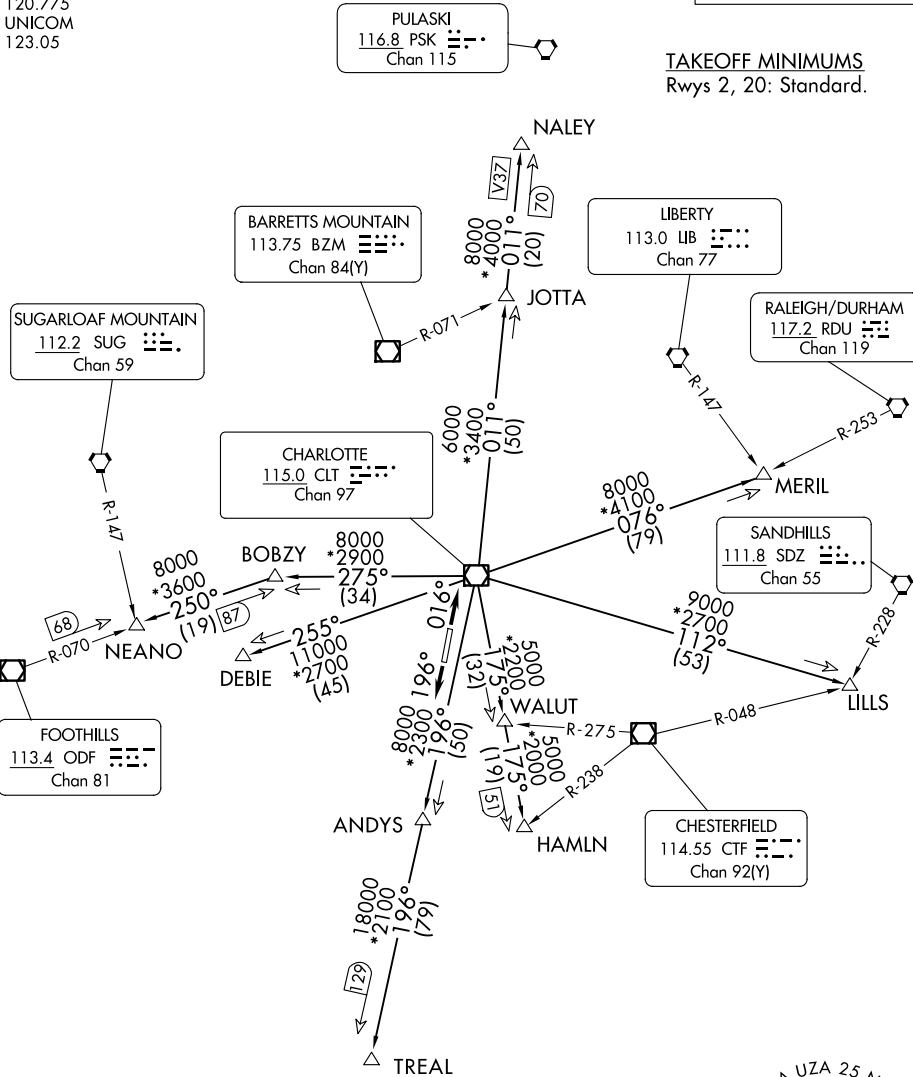 120.775
UNICOM
123.05
PULASKI
116.8 PSK
Chan 115
TAKEOFF MINIMUMS
Rwys 2, 20: Standard.
NALEY
V37
70
8000
*4000
011°
(20)
BARRETTS MOUNTAIN
113.75 BZM
Chan 84(Y)
LIBERTY
113.0 LIB
Chan 77
R-071
JOTTA
SUGARLOAF MOUNTAIN
112.2 SUG
Chan 59
RALEIGH/DURHAM
117.2 RDU
Chan 119
R-147
R-253
6000
*3400
011°
(50)
CHARLOTTE
115.0 CLT
Chan 97
MERIL
8000
*4100
076°
(79)
R-147
BOBZY
8000
*2900
275°
(34)
SANDHILLS
111.8 SDZ
Chan 55
8000
*3600
250°
(19)
87
68
R-070
NEANO
DEBIE
255°
11000
*2700
(45)
016°
196°
9000
*2700
112°
(53)
R-228
5000
*2200
175°
(32)
WALUT
LILLS
R-275
R-048
FOOTHILLS
113.4 ODF
Chan 81
8000
*2300
196°
(50)
5000
*2000
175°
(19)
51
R-238
ANDYS
HAMLN
CHESTERFIELD
114.55 CTF
Chan 92(Y)
18000
*2100
196°
(79)
129
TREAL
UZA 25